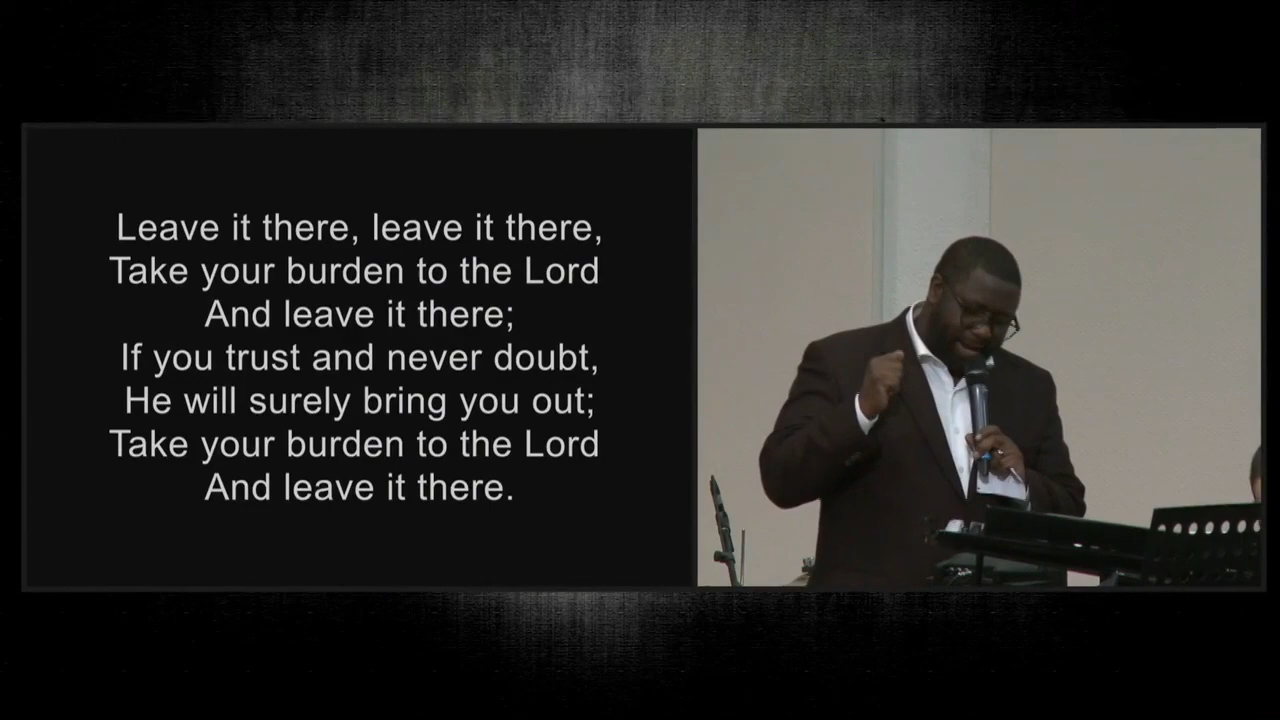 Leave it there, leave it there,
Take your burden to the Lord
And leave it there;
If you trust and never doubt,
He will surely bring you out;
Take your burden to the Lord
And leave it there.